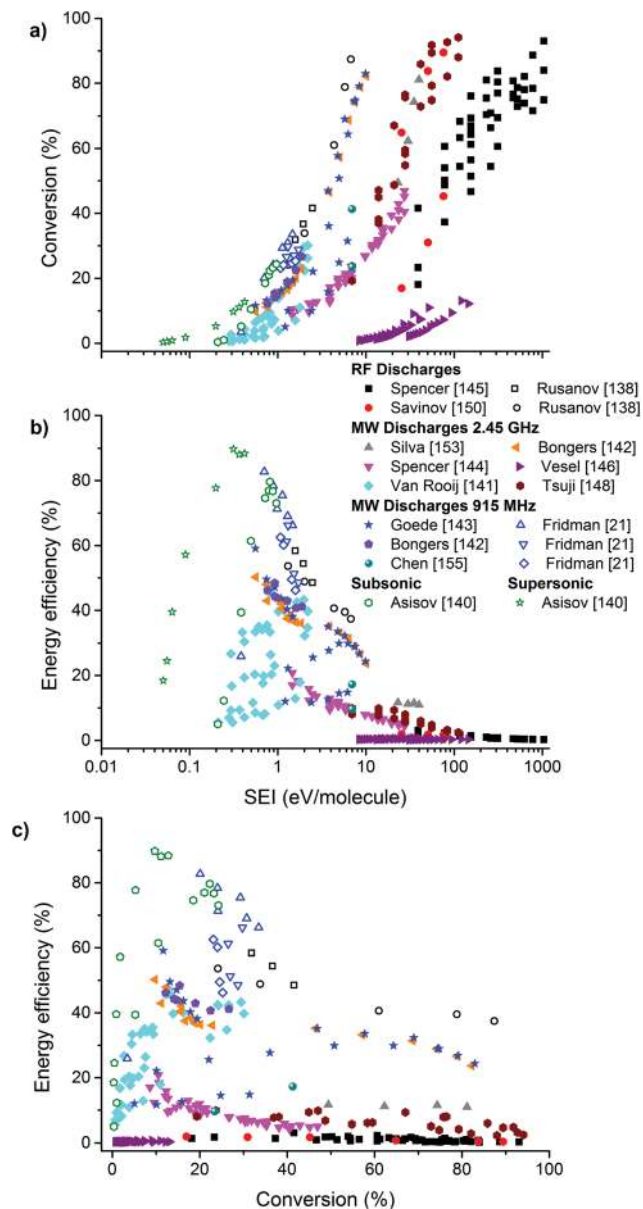 a)
100
80
60
40
20
0
Conversion (%)
RF Discharges
Spencer [145] Rusanov [138]
Savinov [150] Rusanov [138]
MW Discharges 2.45 GHz
Silva [153] Bongers [142]
Spencer [144] Vesel [146]
Van Rooij [141] Tsuji [148]
MW Discharges 915 MHz
Goede [143] Fridman [21]
Bongers [142] Fridman [21]
Chen [155] Fridman [21]
Subsonic Supersonic
Asisov [140] Asisov [140]
b)
100
80
60
40
20
0
Energy efficiency (%)
0.01 0.1 1 10 100 1000
SEI (eV/molecule)
c)
100
80
60
40
20
0
Energy efficiency (%)
0 20 40 60 80 100
Conversion (%)